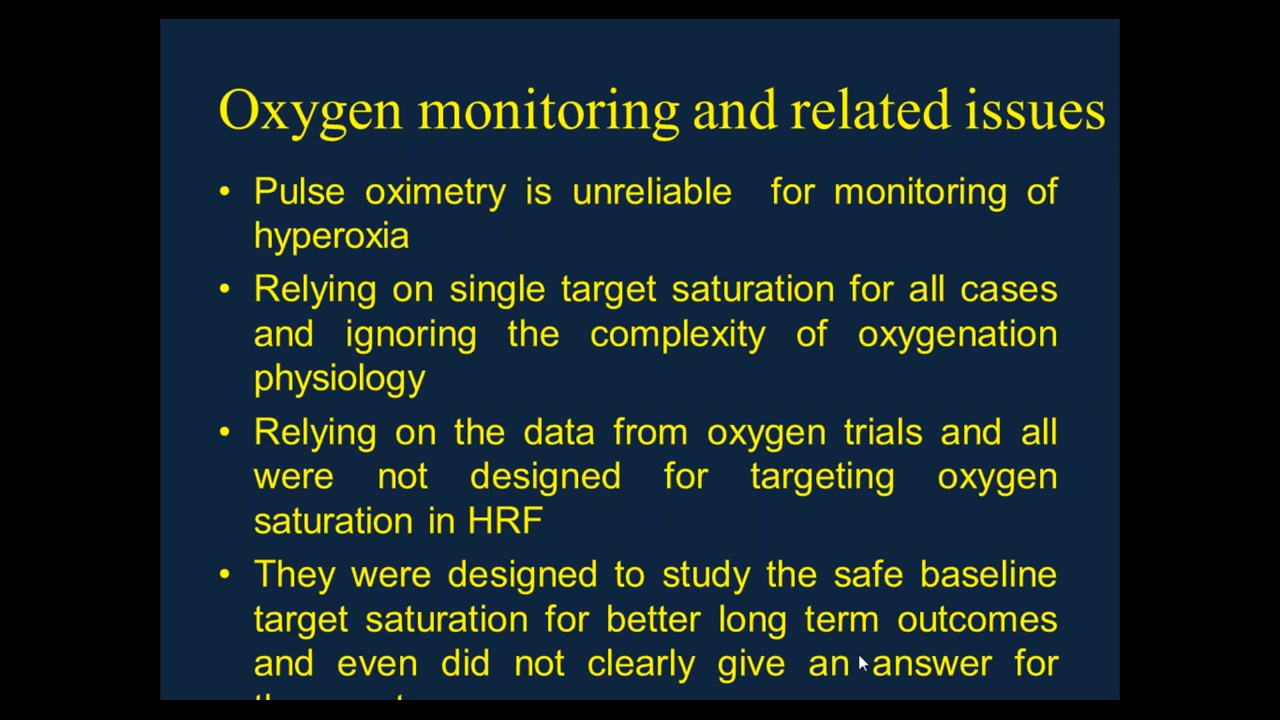 Oxygen monitoring and related issues
• Pulse oximetry is unreliable for monitoring of
hyperoxia
• Relying on single target saturation for all cases
and ignoring the complexity of oxygenation
physiology
• Relying on the data from oxygen trials and all
were not designed for targeting oxygen
saturation in HRF
• They were designed to study the safe baseline
target saturation for better long term outcomes
and even did not clearly give an answer for